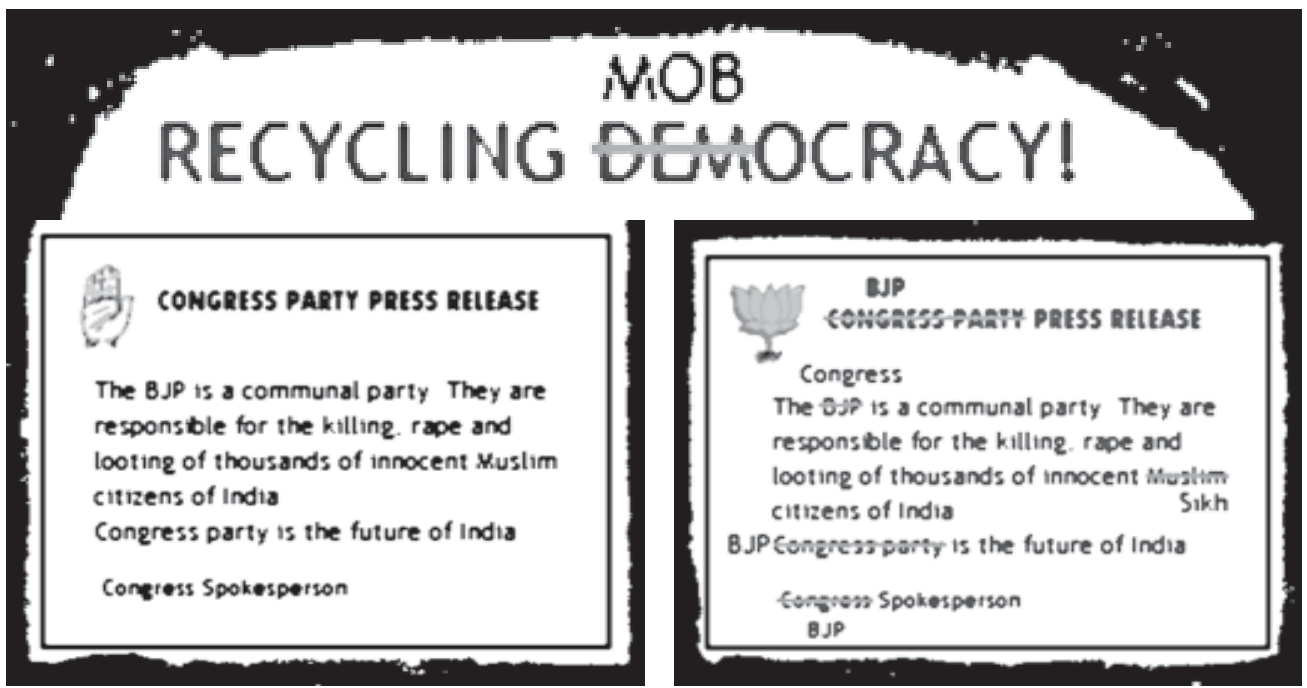 MOB
RECYCLING DEMOCRACY!
CONGRESS PARTY PRESS RELEASE
The BJP is a communal party They are
responsible for the killing, rape and
looting of thousands of innocent Muslim
citizens of India
Congress party is the future of India
Congress Spokesperson
BJP
CONGRESS PARTY PRESS RELEASE
Congress
The BJP is a communal party They are
responsible for the killing, rape and
looting of thousands of innocent Muslim
Sikh
citizens of India
BJP Congress party is the future of India
Congress Spokesperson
BJP